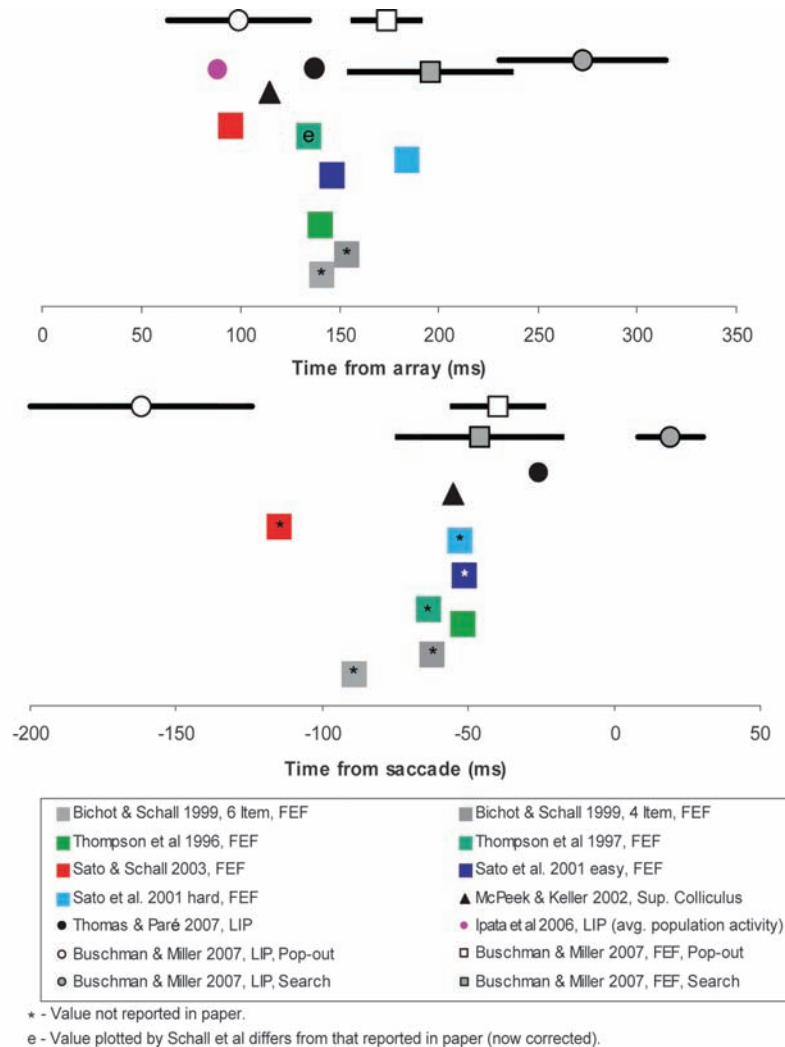 e
*
*
0 50 100 150 200 250 300 350
Time from array (ms)
*
*
*
*
*
*
-200 -150 -100 -50 0 50
Time from saccade (ms)
Bichot & Schall 1999, 6 Item, FEF
Bichot & Schall 1999, 4 Item, FEF
Thompson et al 1996, FEF
Thompson et al 1997, FEF
Sato & Schall 2003, FEF
Sato et al. 2001 easy, FEF
Sato et al. 2001 hard, FEF
McPeek & Keller 2002, Sup. Colliculus
Thomas & Paré 2007, LIP
Ipata et al 2006, LIP (avg. population activity)
Buschman & Miller 2007, LIP, Pop-out
Buschman & Miller 2007, FEF, Pop-out
Buschman & Miller 2007, LIP, Search
Buschman & Miller 2007, FEF, Search
* - Value not reported in paper.
e - Value plotted by Schall et al differs from that reported in paper (now corrected).